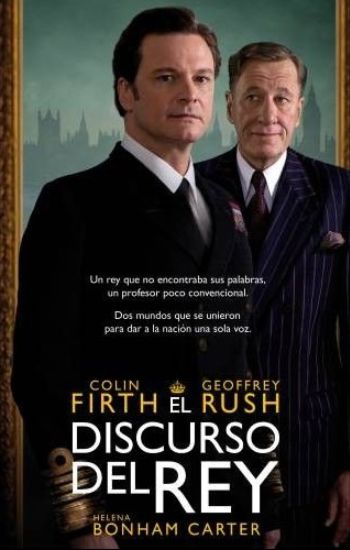 Un rey que no encontraba sus palabras,
un profesor poco convencional.
Dos mundos que se unieron
para dar a la nación una sola voz.
COLIN GEOFFREY
FIRTH EL RUSH
DISCURSO
DEL REY
HELENA
BONHAM CARTER